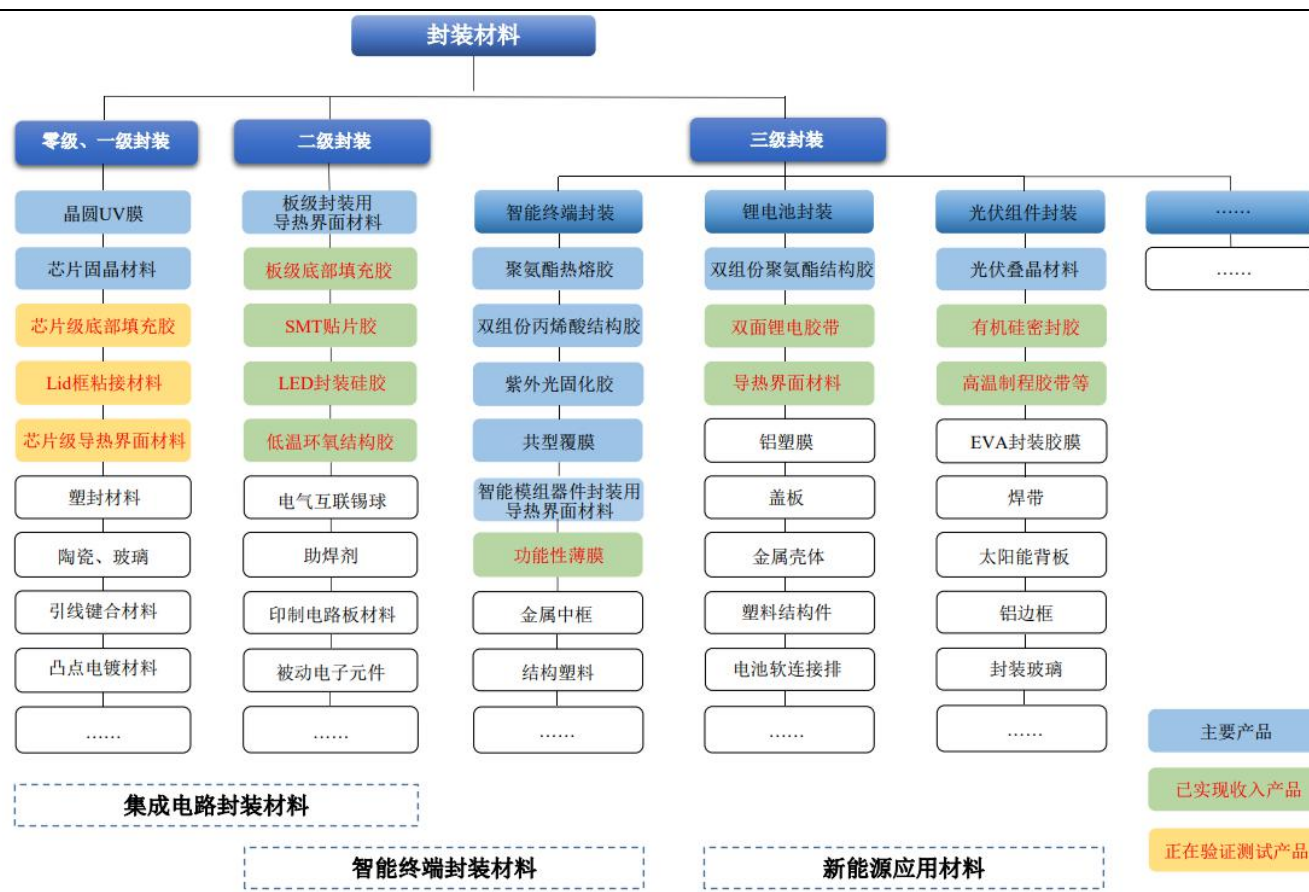 封装材料
零级、一级封装
二级封装
三级封装
晶圆UV膜
芯片固晶材料
芯片级底部填充胶
Lid框粘接材料
芯片级导热界面材料
塑封材料
陶瓷、玻璃
引线键合材料
凸点电镀材料
......
板级封装用
导热界面材料
板级底部填充胶
SMT贴片胶
LED封装硅胶
低温环氧结构胶
电气互联锡球
助焊剂
印制电路板材料
被动电子元件
......
智能终端封装
聚氨酯热熔胶
双组份丙烯酸结构胶
紫外光固化胶
共型覆膜
智能模组器件封装用
导热界面材料
功能性薄膜
金属中框
结构塑料
......
锂电池封装
双组份聚氨酯结构胶
双面锂电胶带
导热界面材料
铝塑膜
盖板
金属壳体
塑料结构件
电池软连接排
......
光伏组件封装
光伏叠晶材料
有机硅密封胶
高温制程胶带等
EVA封装胶膜
焊带
太阳能背板
铝边框
封装玻璃
......
......
......
主要产品
已实现收入产品
正在验证测试产品
集成电路封装材料
智能终端封装材料
新能源应用材料